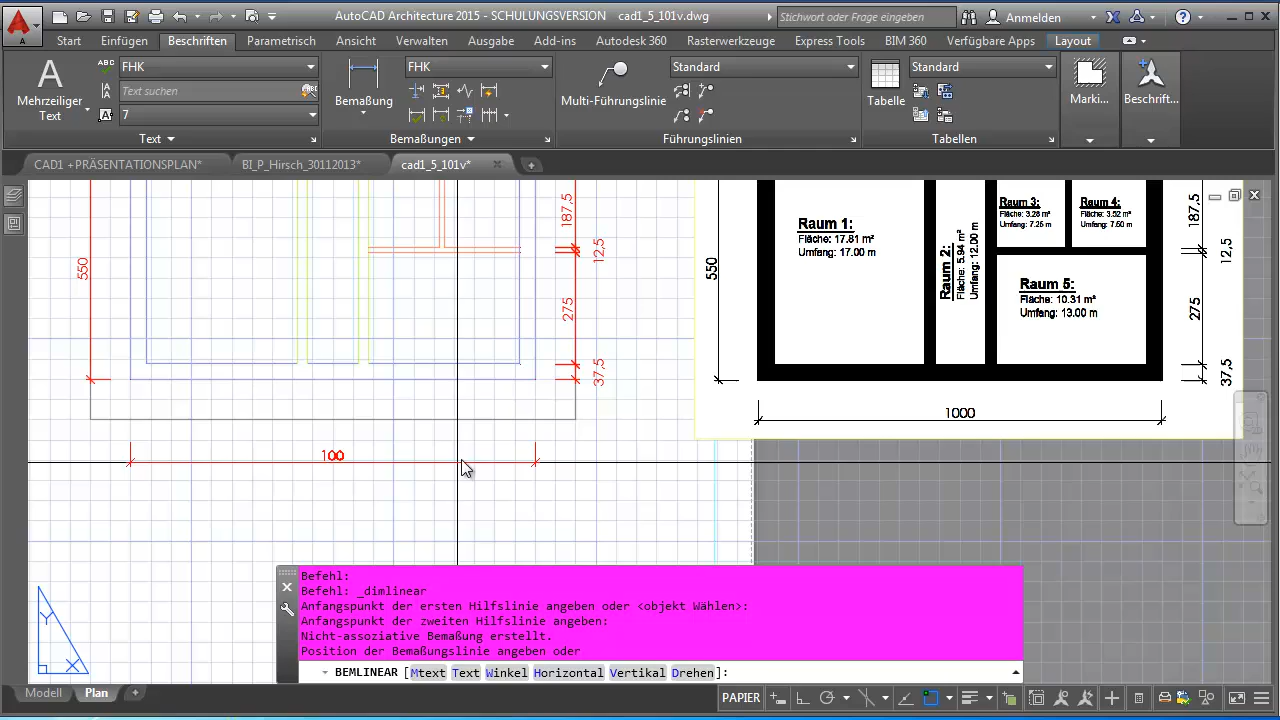 AutoCAD Architecture 2015 - SCHULUNGSVERSION cad1_5_101v.dwg
Stichwort oder Frage eingeben
Anmelden
A
Start Einfügen Beschriften Parametrisch Ansicht Verwalten Ausgabe Add-ins Autodesk 360 Rasterwerkzeuge Express Tools BIM 360 Verfügbare Apps Layout
A Mehrzeiliger Text
ABC FHK
Text suchen
7
Bemaßung
FHK
Multi-Führungslinie
Standard
Tabelle
Standard
Marki...
Beschrift...
Text Bemaßungen Führungslinien Tabellen
CAD1 +PRÄSENTATIONSPLAN* BI_P_Hirsch_30112013* cad1_5_101v*
187,5
12,5
550
275
37,5
100
Raum 1:
Fläche: 17.81 m²
Umfang: 17.00 m
Raum 2:
Fläche: 5.94 m²
Umfang: 12.00 m
Raum 3:
Fläche: 3.28 m²
Umfang: 7.25 m
Raum 4:
Fläche: 3.52 m²
Umfang: 7.50 m
Raum 5:
Fläche: 10.31 m²
Umfang: 13.00 m
550
187,5
12,5
275
37,5
1000
Befehl:
Befehl: _dimlinear
Anfangspunkt der ersten Hilfslinie angeben oder <objekt Wählen>:
Anfangspunkt der zweiten Hilfslinie angeben:
Nicht-assoziative Bemaßung erstellt.
Position der Bemaßungslinie angeben oder
BEMLINEAR [Mtext Text Winkel Horizontal Vertikal Drehen]:
Y
X
Modell Plan
PAPIER